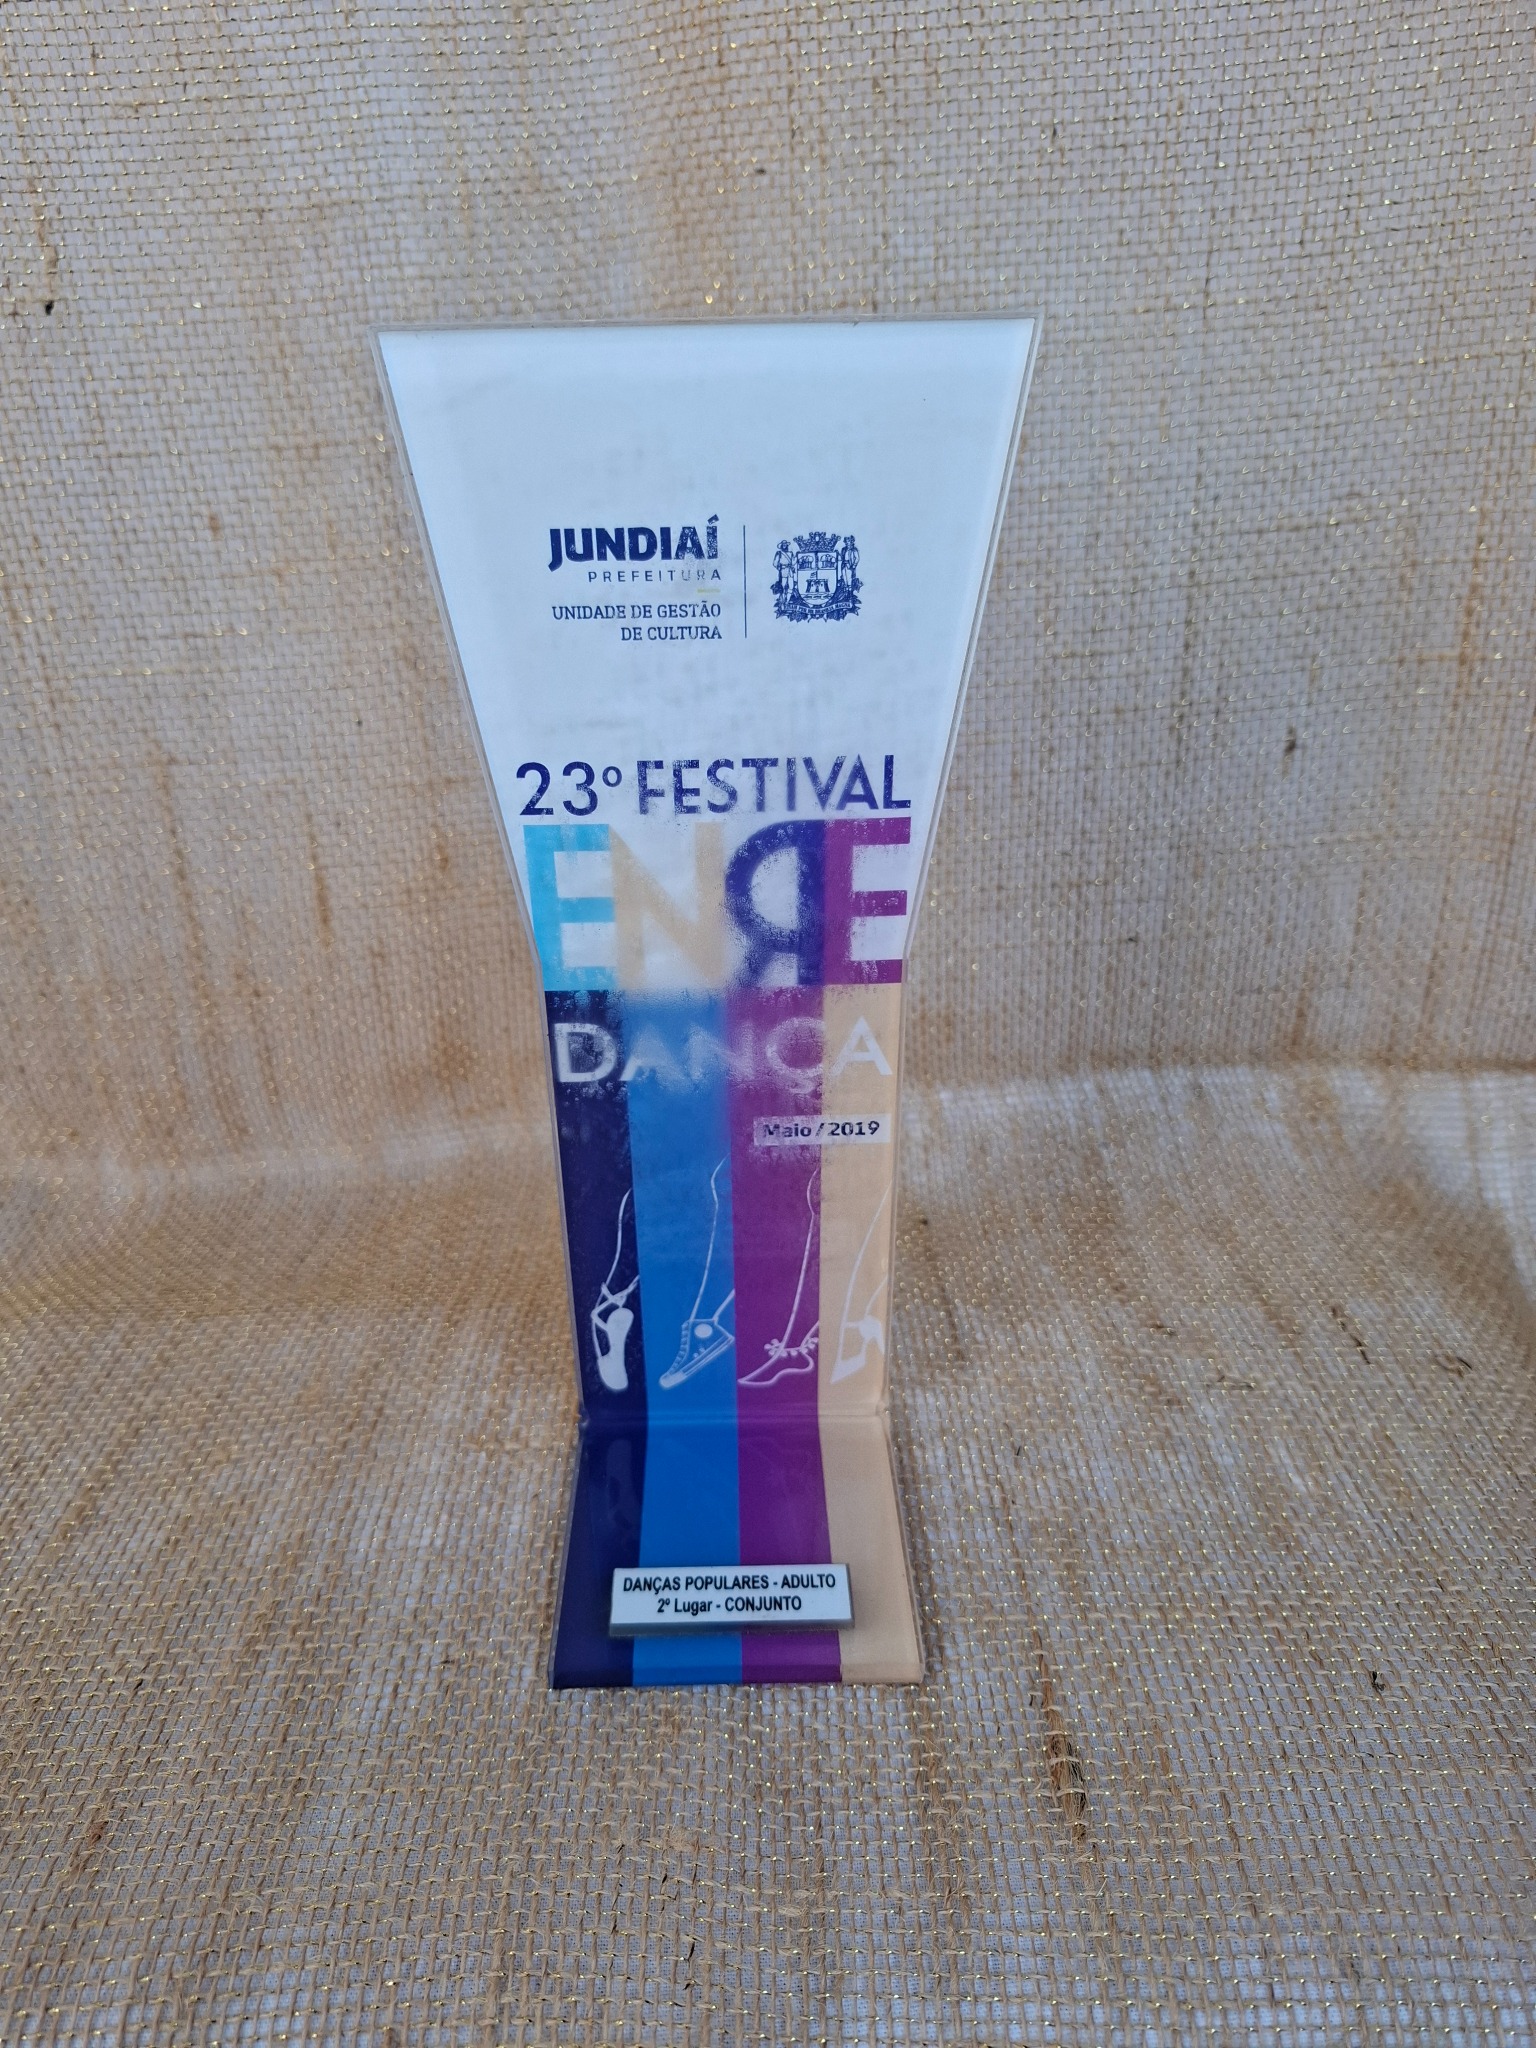 JUNDIAÍ
PREFEITURA
UNIDADE DE GESTÃO
DE CULTURA
23º FESTIVAL
ENRE
DANÇA
Maio/2019
DANÇAS POPULARES - ADULTO
2º Lugar - CONJUNTO